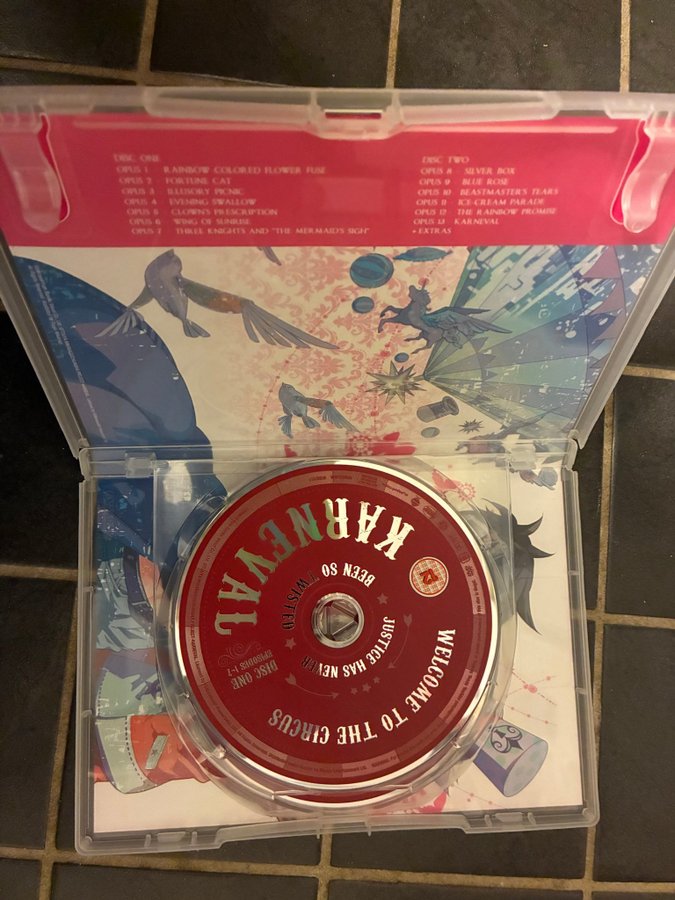 DISC ONE
OPUS 1 RAINBOW COLORED FLOWER FUSE
OPUS 2 FORTUNE CAT
OPUS 3 ILLUSORY PICNIC
OPUS 4 EVENING SWALLOW
OPUS 5 CLOWN'S PRESCRIPTION
OPUS 6 WING OF SUNRISE
OPUS 7 THREE KNIGHTS AND "THE MERMAID'S SIGH"
DISC TWO
OPUS 8 SILVER BOX
OPUS 9 BLUE ROSE
OPUS 10 BEASTMASTER'S TEARS
OPUS 11 ICE-CREAM PARADE
OPUS 12 THE RAINBOW PROMISE
OPUS 13 KARNEVAL
+ EXTRAS
KARNEVAL
12
JUSTICE HAS NEVER
BEEN SO TWISTED
DISC ONE
EPISODES 1-7
WELCOME TO THE CIRCUS